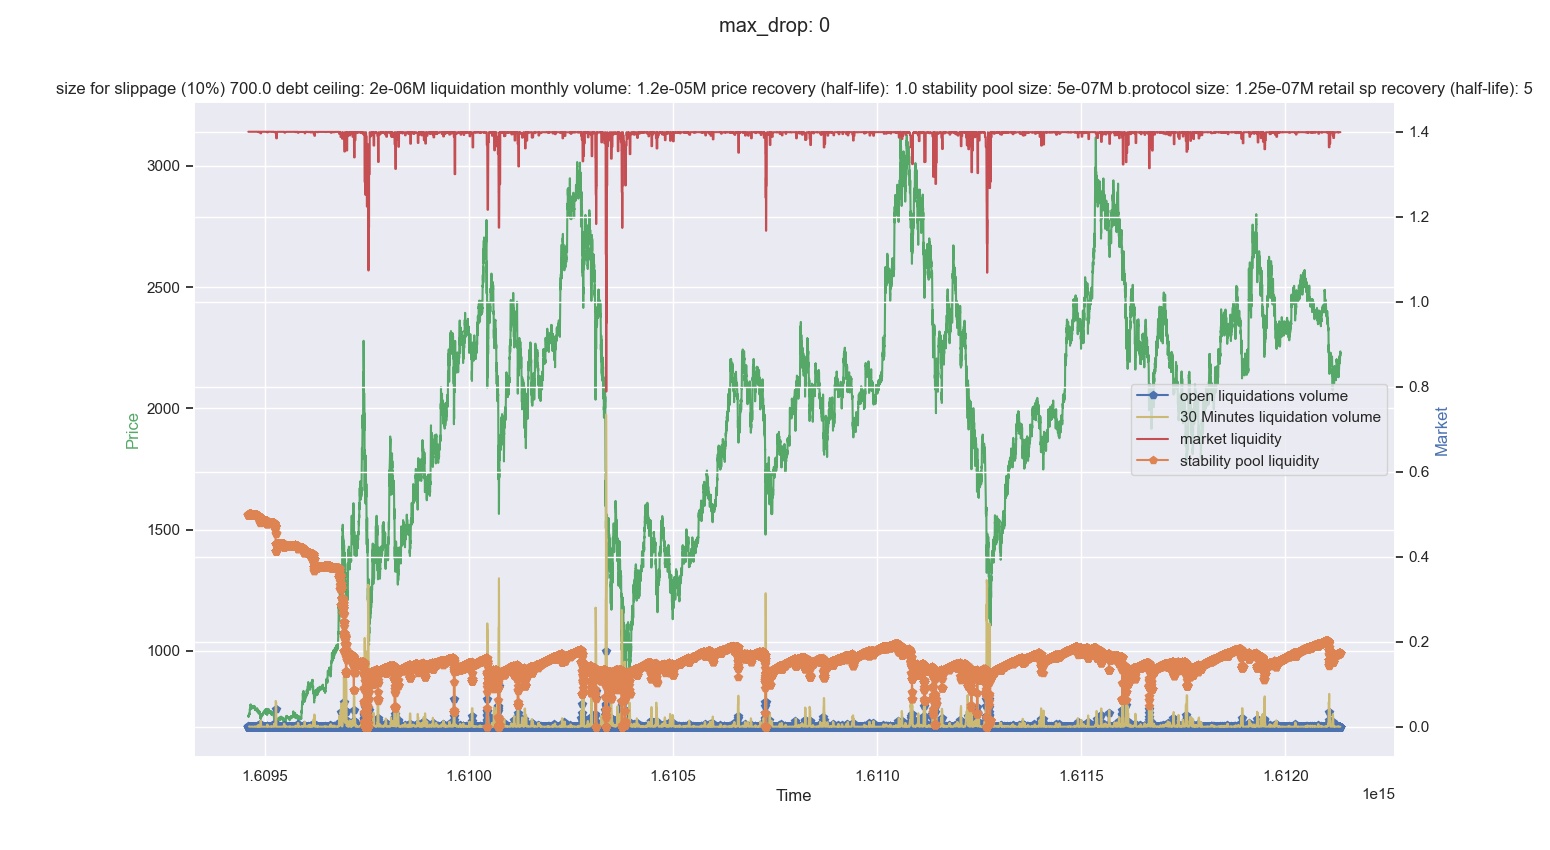 max_drop: 0
size for slippage (10%) 700.0 debt ceiling: 2e-06M liquidation monthly volume: 1.2e-05M price recovery (half-life): 1.0 stability pool size: 5e-07M b.protocol size: 1.25e-07M retail sp recovery (half-life): 5
3000
2500
2000
1500
1000
Price
1.4
1.2
1.0
0.8
0.6
0.4
0.2
0.0
Market
open liquidations volume
30 Minutes liquidation volume
market liquidity
stability pool liquidity
1.6095 1.6100 1.6105 1.6110 1.6115 1.6120
Time
1e15